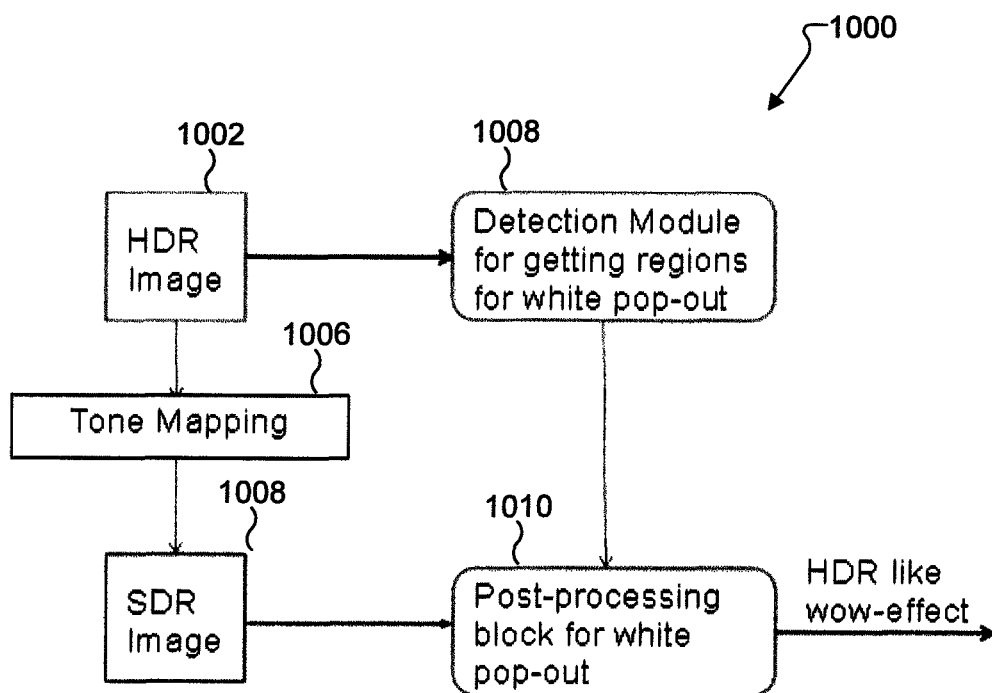 1000
1002
1008
HDR
Image
Detection Module
for getting regions
for white pop-out
1006
Tone Mapping
1008
1010
SDR
Image
Post-processing
block for white
pop-out
HDR like
wow-effect